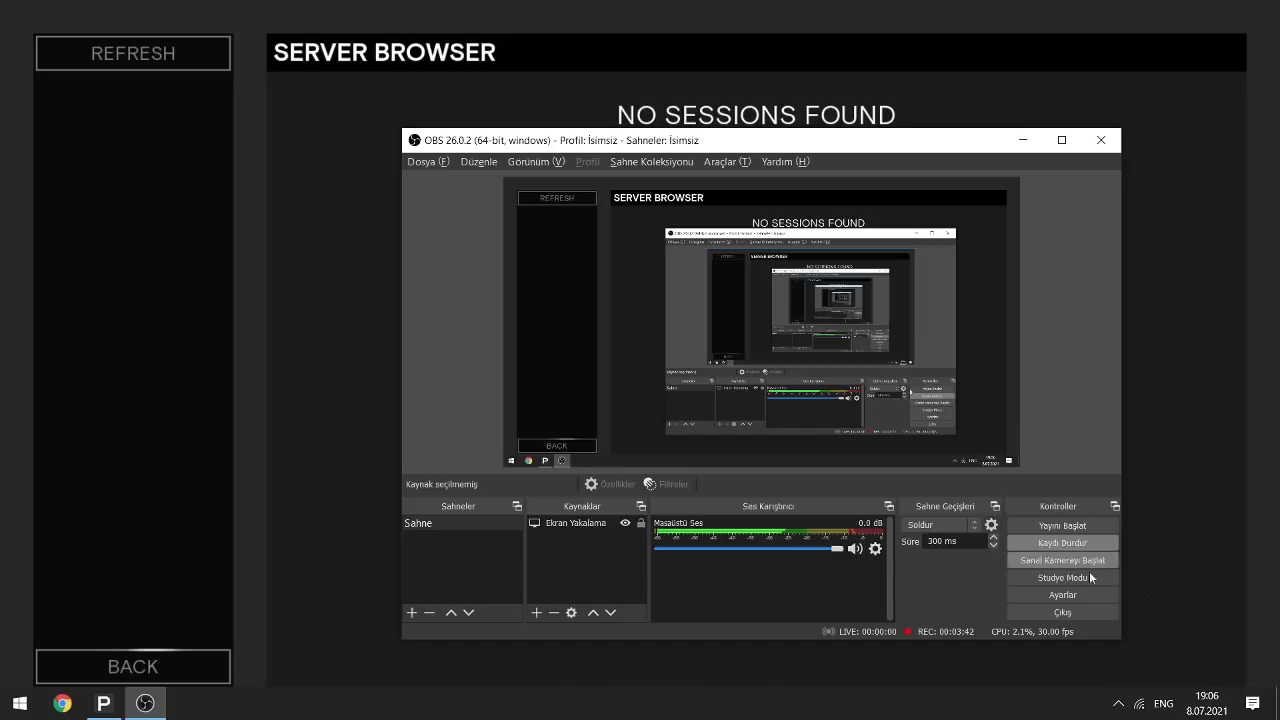 REFRESH
SERVER BROWSER
NO SESSIONS FOUND
OBS 26.0.2 (64-bit, windows) - Profil: İsimsiz - Sahneler: İsimsiz
Dosya (F) Düzenle Görünüm (V) Profil Sahne Koleksiyonu Araçlar (T) Yardım (H)
REFRESH
SERVER BROWSER
NO SESSIONS FOUND
BACK
Kaynak seçilmemiş Özellikler Filtreler
Sahneler Kaynaklar Ses Karıştırıcı Sahne Geçişleri Kontroller
Sahne Ekran Yakalama Masaüstü Ses 0.0 dB Soldur Yayını Başlat
Süre 300 ms Kaydı Durdur
Sanal Kamerayı Başlat
Stüdyo Modu
Ayarlar
Çıkış
LIVE: 00:00:00 REC: 00:03:42 CPU: 2.1%, 30.00 fps
BACK
ENG 19:06
8.07.2021